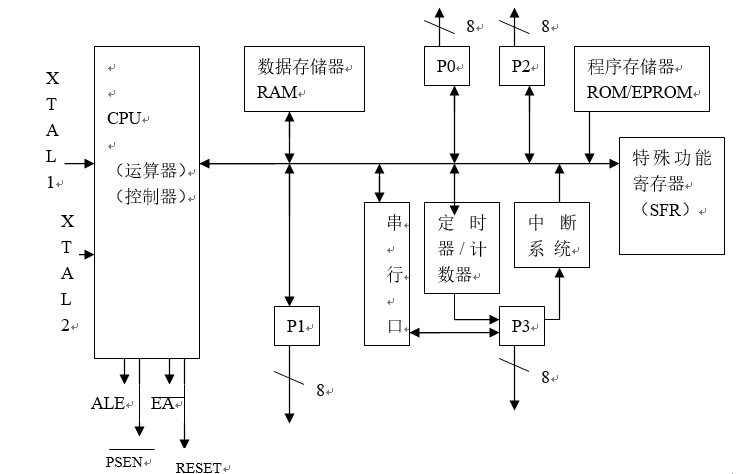 8
8
P0
P2
数据存储器
RAM
程序存储器
ROM/EPROM
XTAL1
CPU
（运算器）
（控制器）
特殊功能
寄存器
（SFR）
XTAL2
串行口
定时
器/计
数器
中断
系统
P1
P3
8
8
ALE
EA
PSEN
RESET